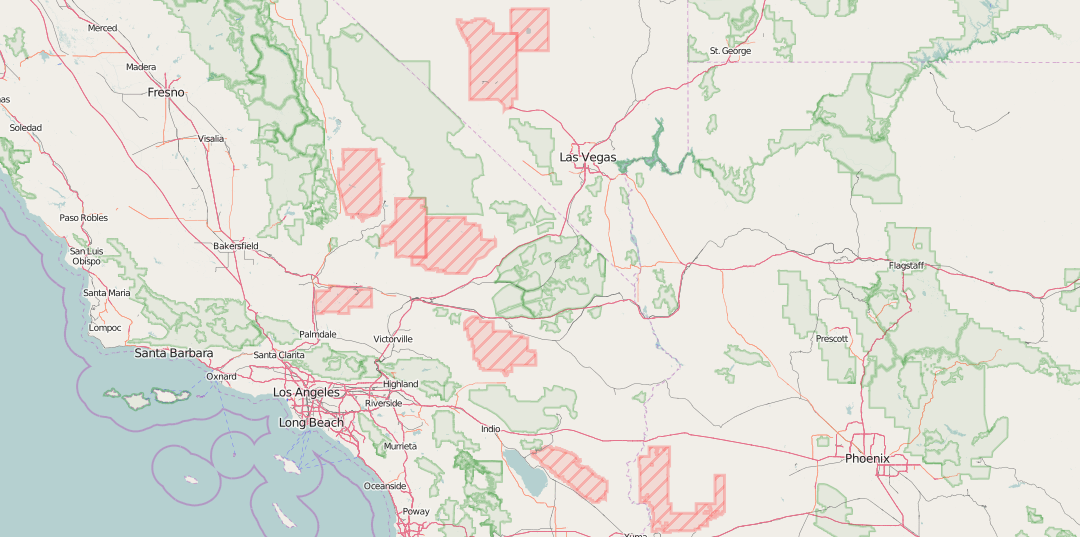 Merced
St. George
Madera
Fresno
Soledad
Visalia
Las Vegas
Paso Robles
Bakersfield
San Luis
Obispo
Flagstaff
Santa Maria
Lompoc
Palmdale
Victorville
Prescott
Santa Barbara
Santa Clarita
Oxnard
Highland
Los Angeles
Riverside
Long Beach
Indio
Murrieta
Phoenix
Oceanside
Poway